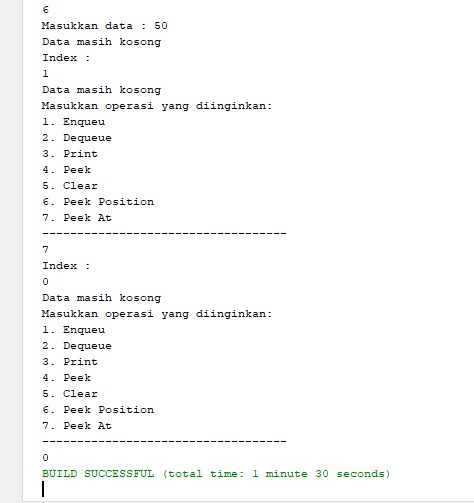 6
Masukkan data : 50
Data masih kosong
Index :
1
Data masih kosong
Masukkan operasi yang diinginkan:
1. Enqueu
2. Dequeue
3. Print
4. Peek
5. Clear
6. Peek Position
7. Peek At
-----------------------------------
7
Index :
0
Data masih kosong
Masukkan operasi yang diinginkan:
1. Enqueu
2. Dequeue
3. Print
4. Peek
5. Clear
6. Peek Position
7. Peek At
-----------------------------------
0
BUILD SUCCESSFUL (total time: 1 minute 30 seconds)